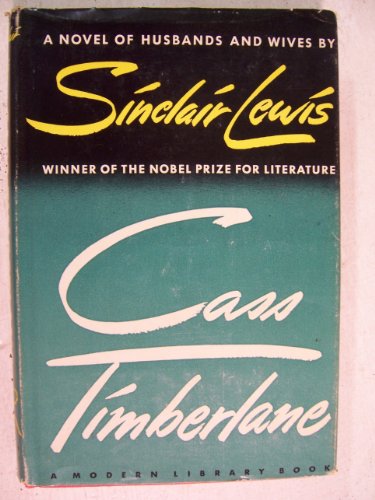 A NOVEL OF HUSBANDS AND WIVES BY
Sinclair Lewis
WINNER OF THE NOBEL PRIZE FOR LITERATURE
Cass
Timberlane
A MODERN LIBRARY BOOK